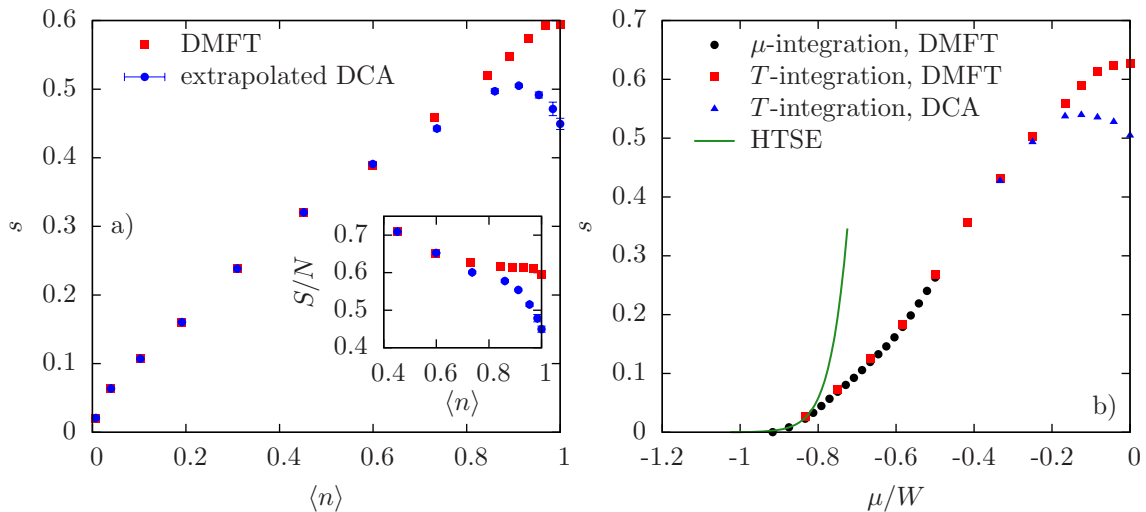 0.6
0.5
0.4
0.3
0.2
0.1
0
s
DMFT
extrapolated DCA
a)
0.7
0.6
0.5
0.4
S/N
0.4
0.6
0.8
1
⟨n⟩
0
0.2
0.4
0.6
0.8
1
⟨n⟩
0.7
0.6
0.5
0.4
0.3
0.2
0.1
0
s
μ-integration, DMFT
T-integration, DMFT
T-integration, DCA
HTSE
b)
-1.2
-1
-0.8
-0.6
-0.4
-0.2
0
μ/W